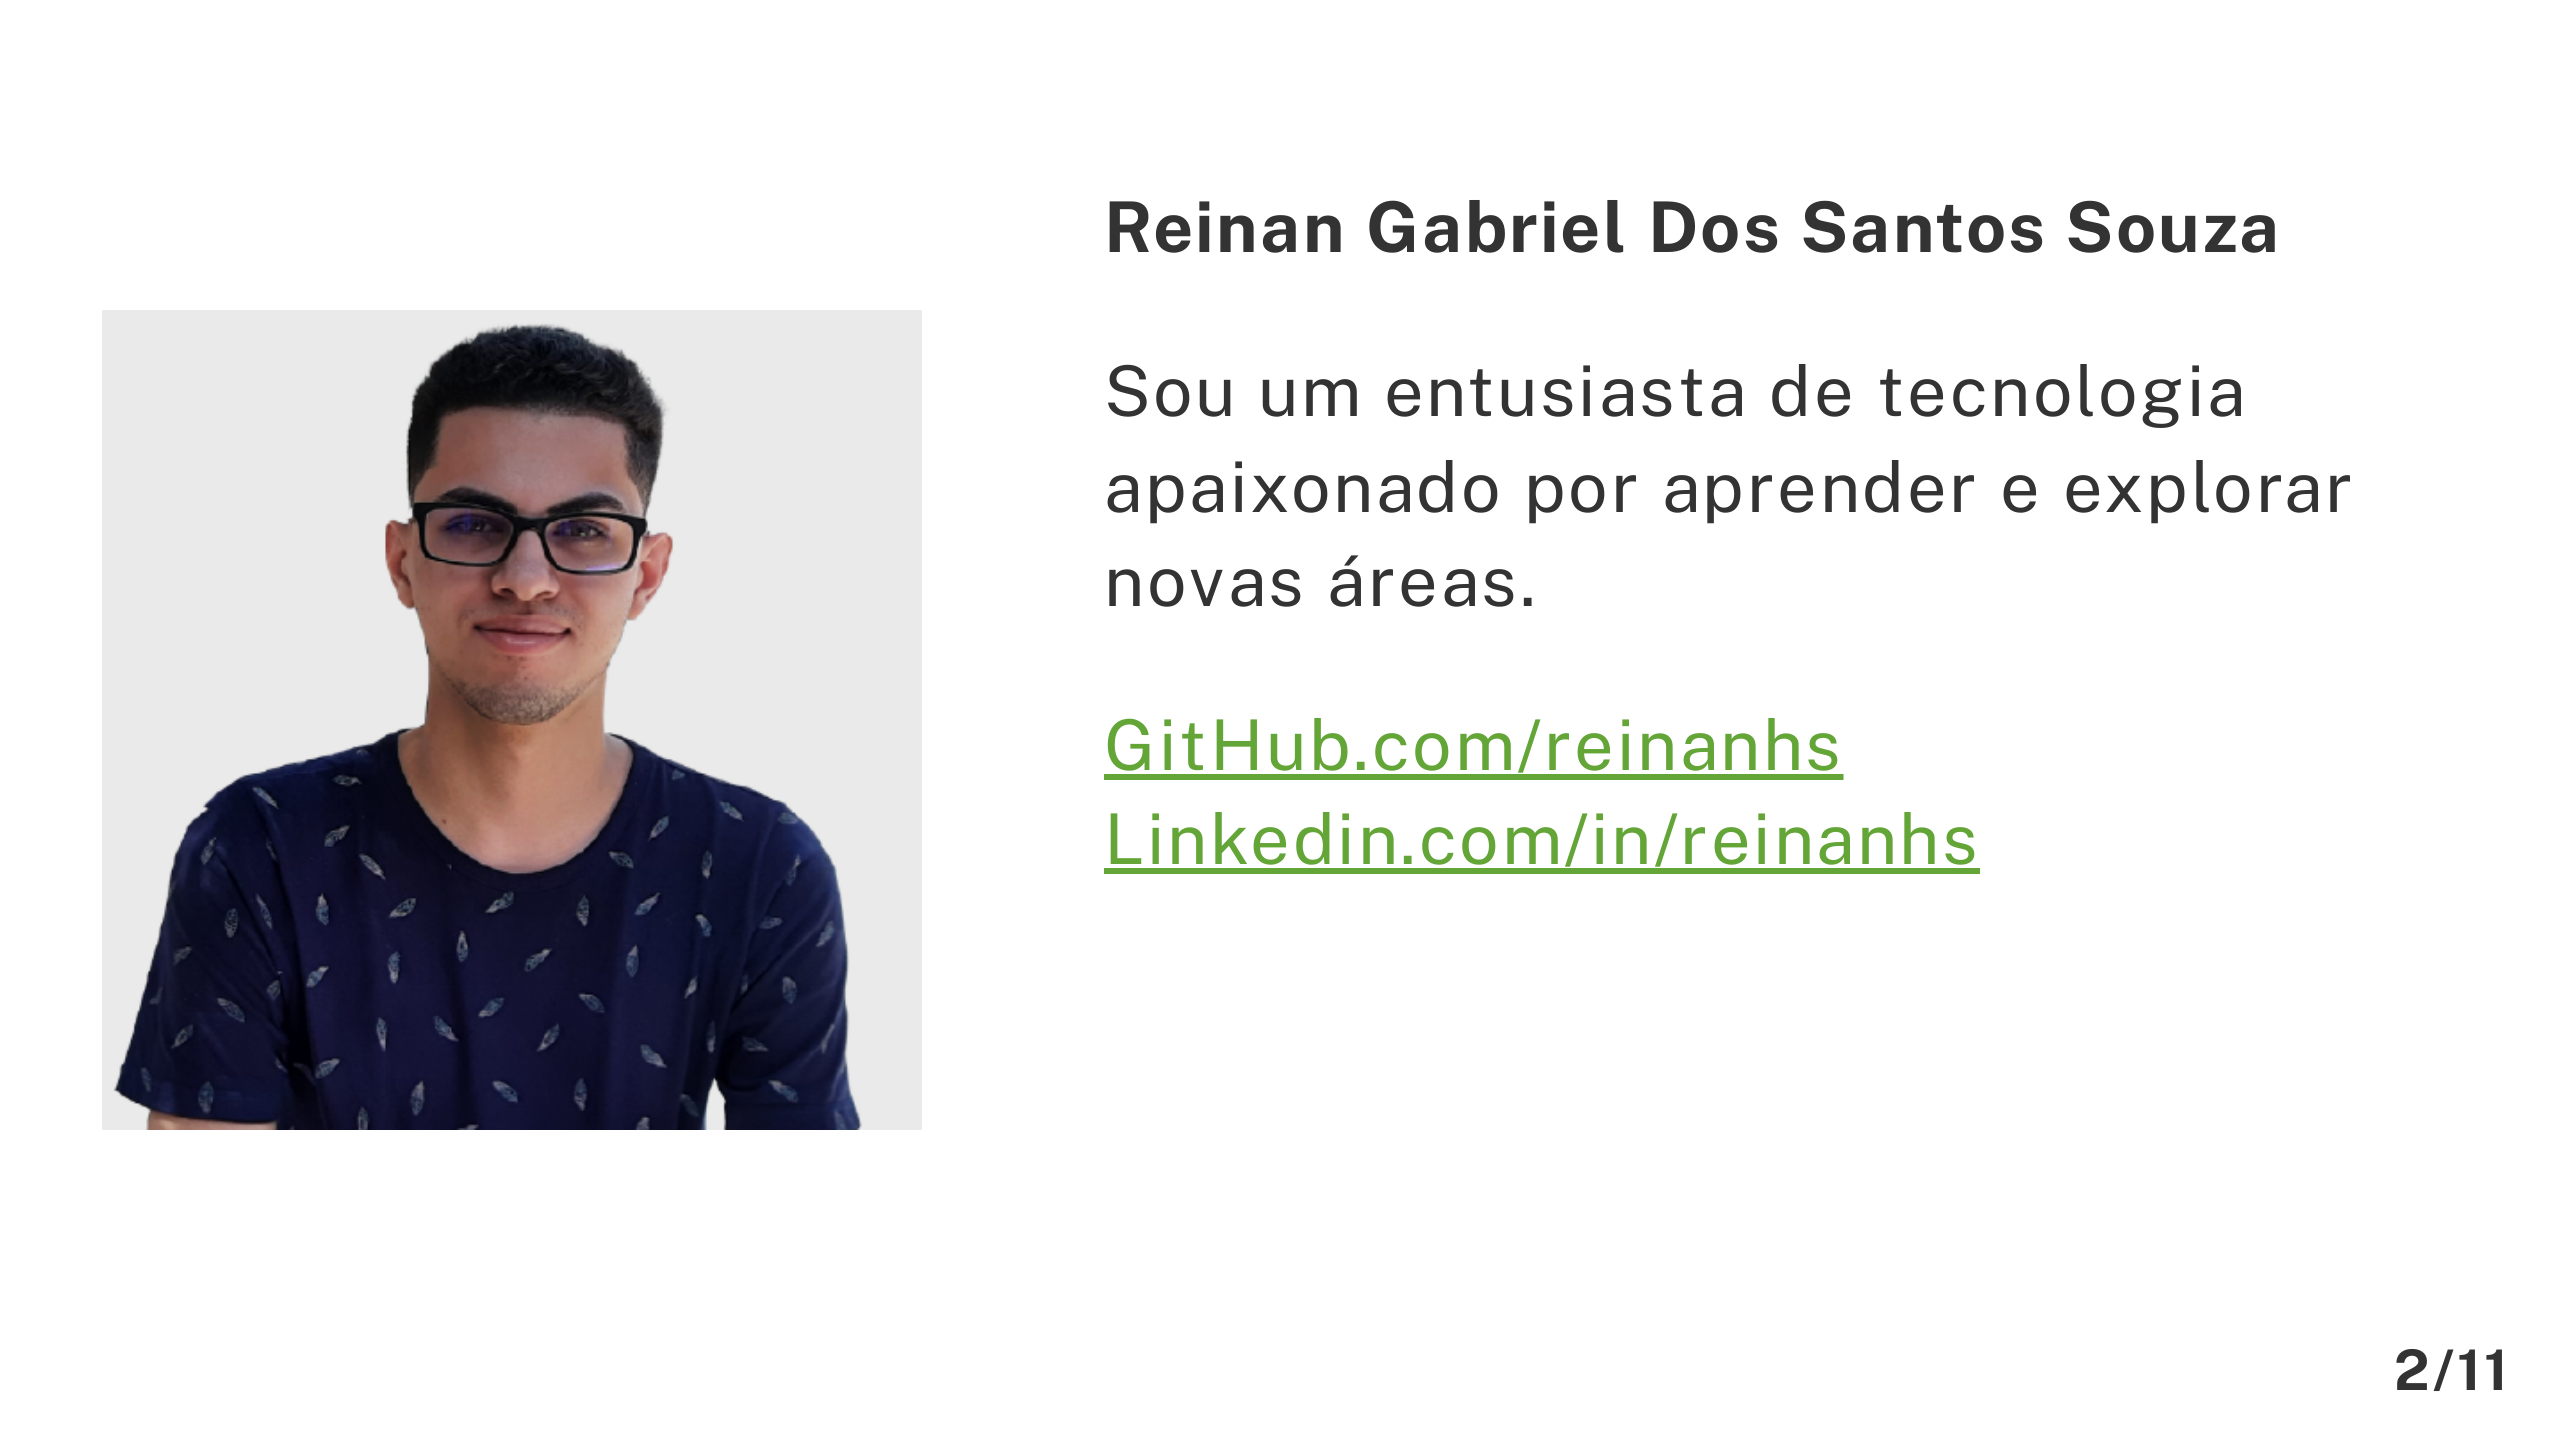 Reinan Gabriel Dos Santos Souza
Sou um entusiasta de tecnologia
apaixonado por aprender e explorar
novas áreas.
GitHub.com/reinanhs
Linkedin.com/in/reinanhs
2/11